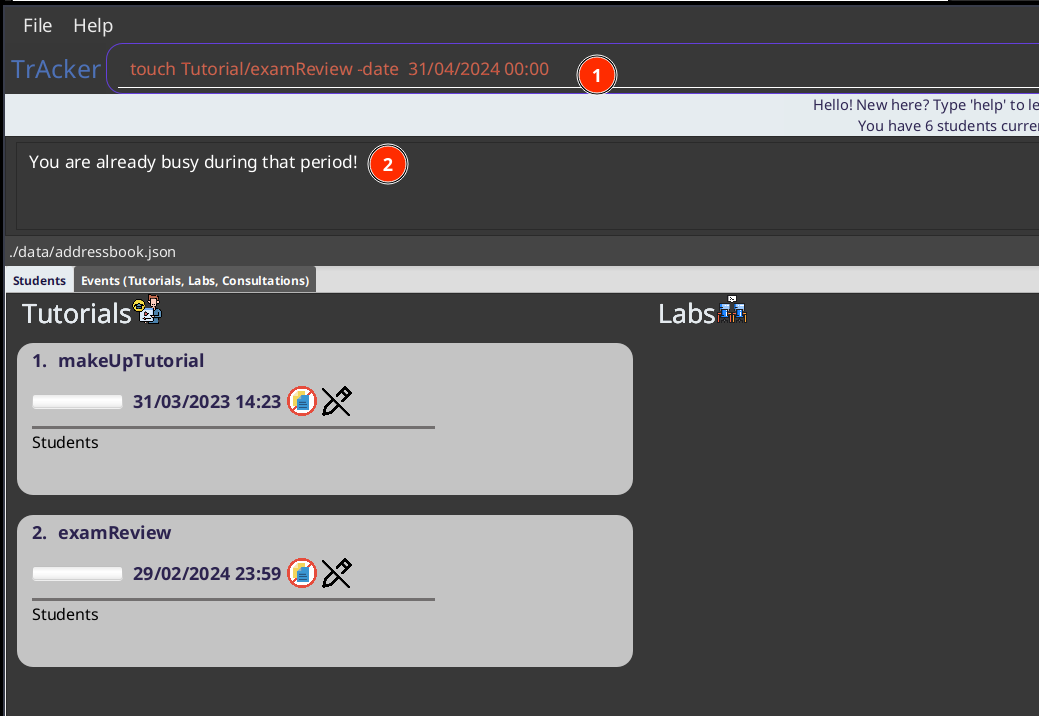 File Help
TrAcker touch Tutorial/examReview -date 31/04/2024 00:00 1
Hello! New here? Type 'help' to le
You have 6 students curre
You are already busy during that period! 2
./data/addressbook.json
Students Events (Tutorials, Labs, Consultations)
Tutorials Labs
1. makeUpTutorial
31/03/2023 14:23
Students
2. examReview
29/02/2024 23:59
Students